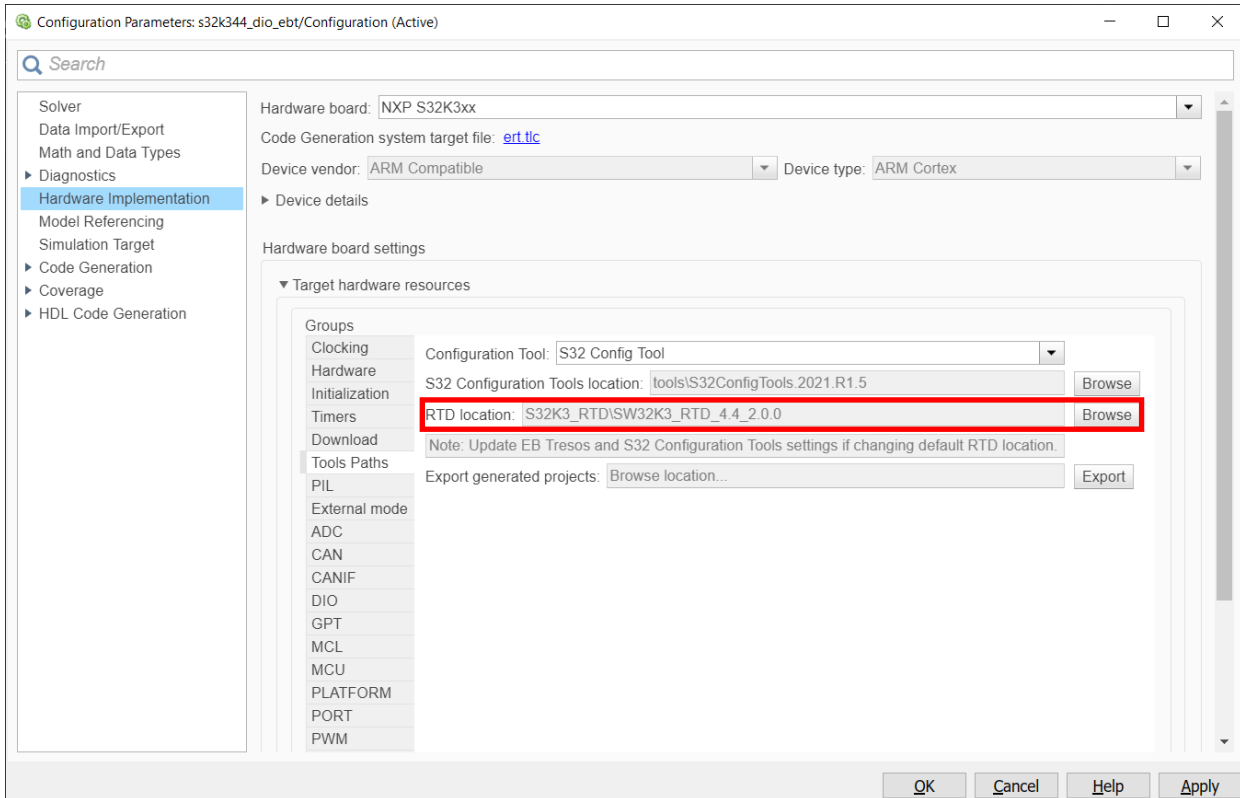 Configuration Parameters: s32k344_dio_ebt/Configuration (Active)
Search
Solver
Data Import/Export
Math and Data Types
Diagnostics
Hardware Implementation
Model Referencing
Simulation Target
Code Generation
Coverage
HDL Code Generation
Hardware board: NXP S32K3xx
Code Generation system target file: ert.tlc
Device vendor: ARM Compatible Device type: ARM Cortex
Device details
Hardware board settings
Target hardware resources
Groups
Clocking
Hardware
Initialization
Timers
Download
Tools Paths
PIL
External mode
ADC
CAN
CANIF
DIO
GPT
MCL
MCU
PLATFORM
PORT
PWM
Configuration Tool: S32 Config Tool
S32 Configuration Tools location: tools\S32ConfigTools.2021.R1.5 Browse
RTD location: S32K3_RTD\SW32K3_RTD_4.4_2.0.0 Browse
Note: Update EB Tresos and S32 Configuration Tools settings if changing default RTD location.
Export generated projects: Browse location... Export
OK Cancel Help Apply